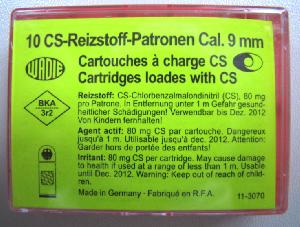 10 CS-Reizstoff-Patronen Cal. 9 mm
WADIE
Cartouches à charge CS
Cartridges loades with CS
BKA
3r2
Reizstoff: CS-Chlorbenzalmalondinitril (CS), 80 mg
pro Patrone. In Entfernung unter 1 m Gefahr gesund-
heitlicher Schädigungen! Verwendbar bis Dez. 2012
Von Kindern fernhalten!
Agent actif: 80 mg CS par cartouche. Dangereux
jusqu'à 1 m. Utilisable jusqu'à déc. 2012. Attention:
Garder hors de portée des enfants!
Irritant: 80 mg CS per cartridge. May cause damage
to health if used at a range of less than 1 m. Usable
until Dec. 2012. Warning: Keep out of reach of child-
ren.
Made in Germany - Fabriqué en R.F.A.
11-3070